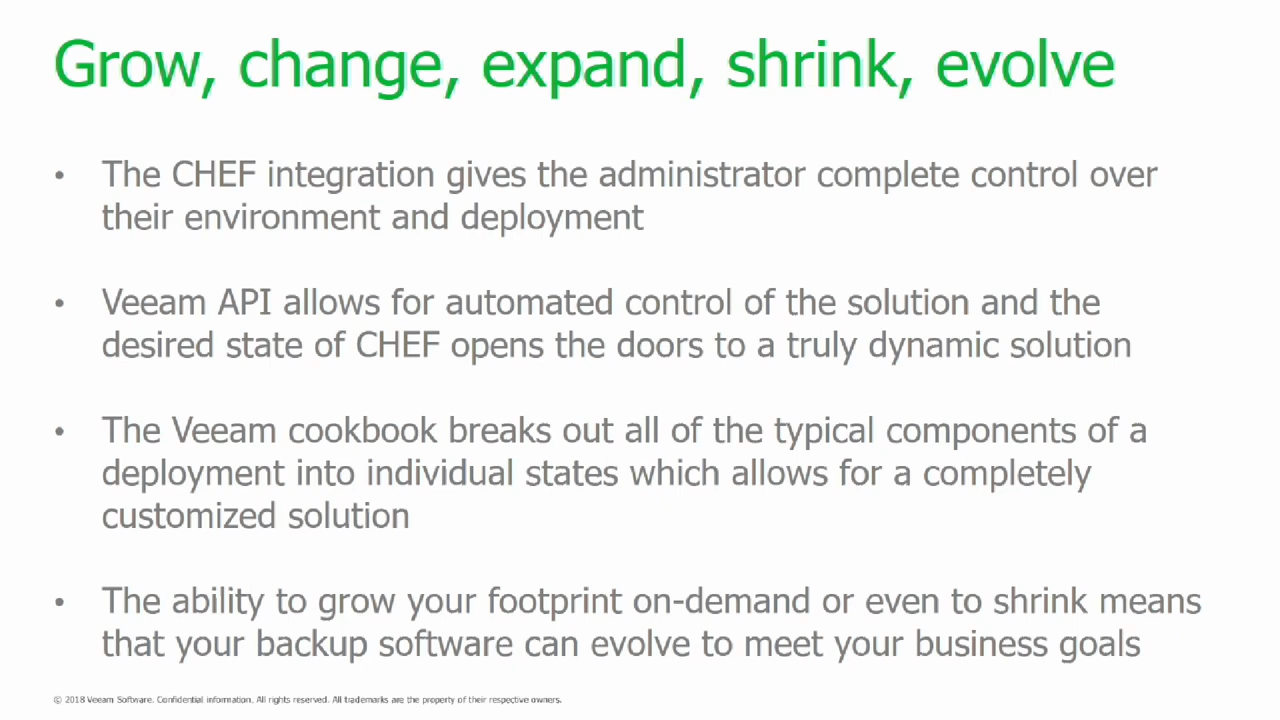 Grow, change, expand, shrink, evolve
• The CHEF integration gives the administrator complete control over
their environment and deployment
• Veeam API allows for automated control of the solution and the
desired state of CHEF opens the doors to a truly dynamic solution
• The Veeam cookbook breaks out all of the typical components of a
deployment into individual states which allows for a completely
customized solution
• The ability to grow your footprint on-demand or even to shrink means
that your backup software can evolve to meet your business goals
© 2018 Veeam Software. Confidential information. All rights reserved. All trademarks are the property of their respective owners.